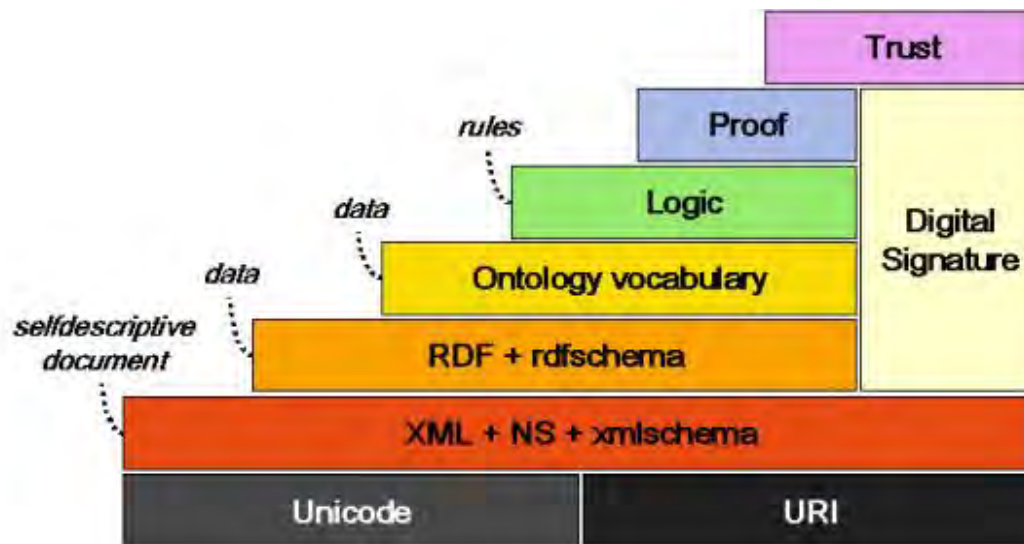 Trust
Proof
rules
Logic
Digital
Signature
data
Ontology vocabulary
data
RDF + rdfschema
selfdescriptive
document
XML + NS + xmlschema
Unicode
URI